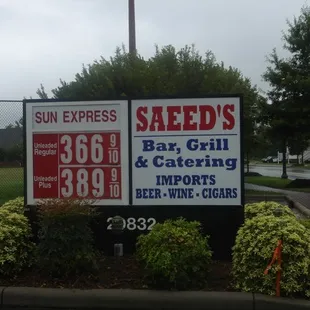 SUN EXPRESS
Unleaded Regular 366 9/10
Unleaded Plus 389 9/10
SAEED'S
Bar, Grill
& Catering
IMPORTS
BEER - WINE - CIGARS
20832